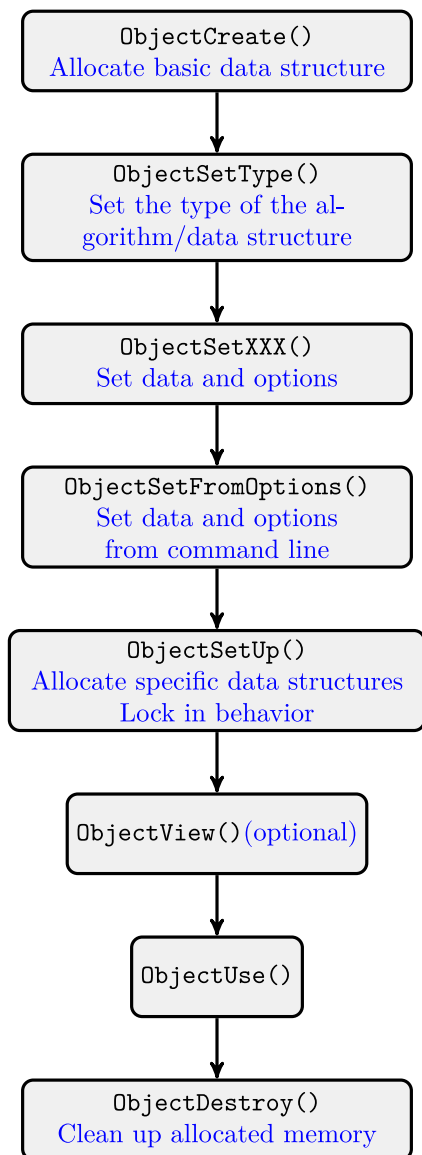 ObjectCreate()
Allocate basic data structure
ObjectSetType()
Set the type of the al-
gorithm/data structure
ObjectSetXXX()
Set data and options
ObjectSetFromOptions()
Set data and options
from command line
ObjectSetUp()
Allocate specific data structures
Lock in behavior
ObjectView()(optional)
ObjectUse()
ObjectDestroy()
Clean up allocated memory